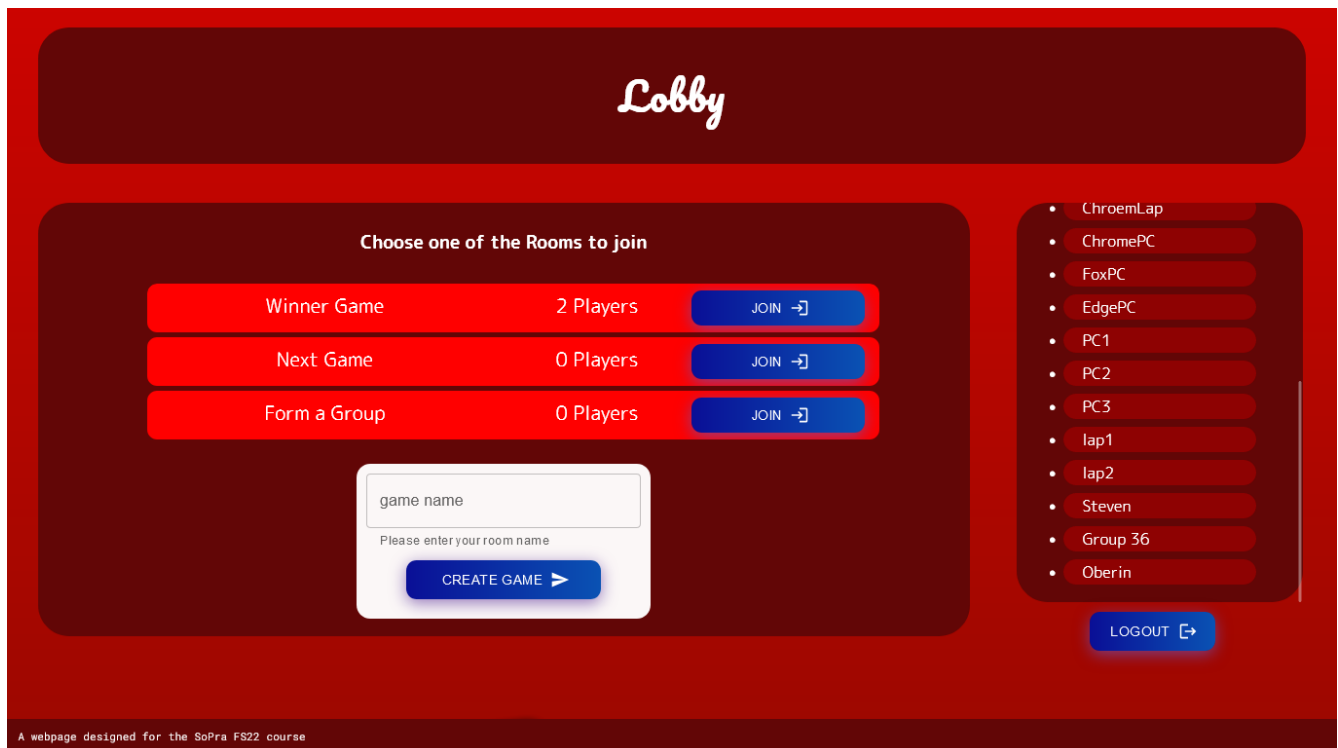 Lobby
Choose one of the Rooms to join
Winner Game 2 Players JOIN
Next Game 0 Players JOIN
Form a Group 0 Players JOIN
game name
Please enter your room name
CREATE GAME
ChroemLap
ChromePC
FoxPC
EdgePC
PC1
PC2
PC3
lap1
lap2
Steven
Group 36
Oberin
LOGOUT
A webpage designed for the SoPra FS22 course